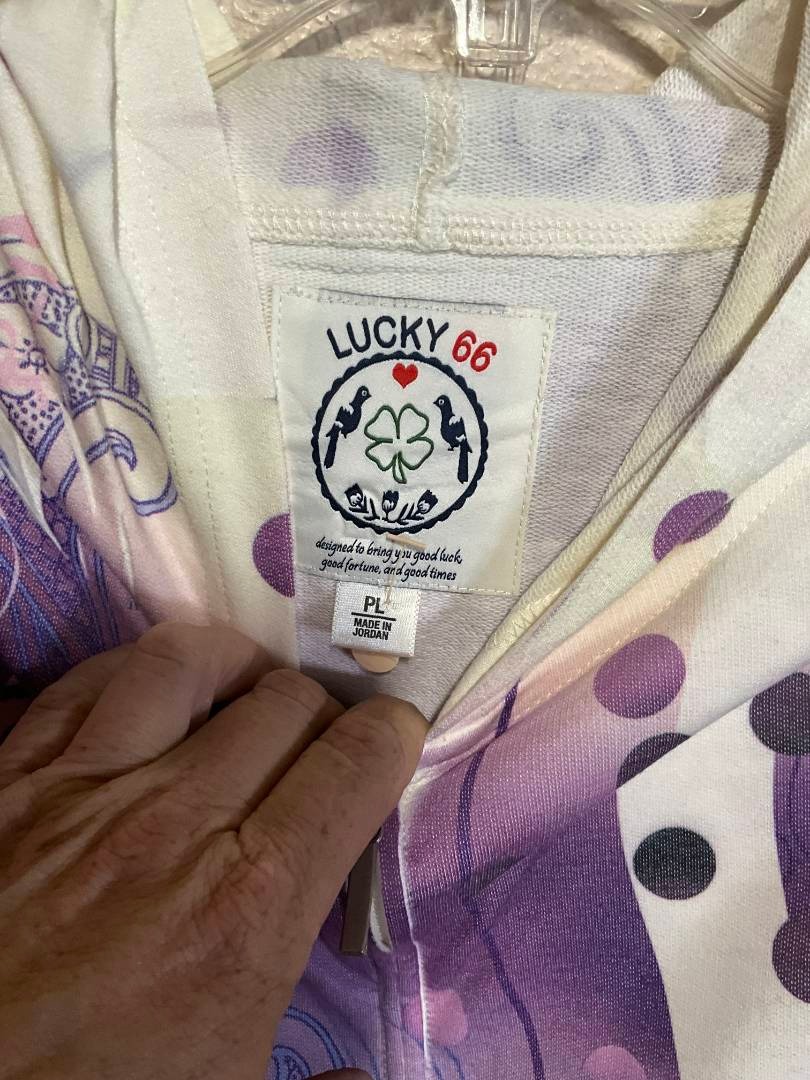 LUCKY 66
designed to bring you good luck,
good fortune, and good times
PL
MADE IN
JORDAN